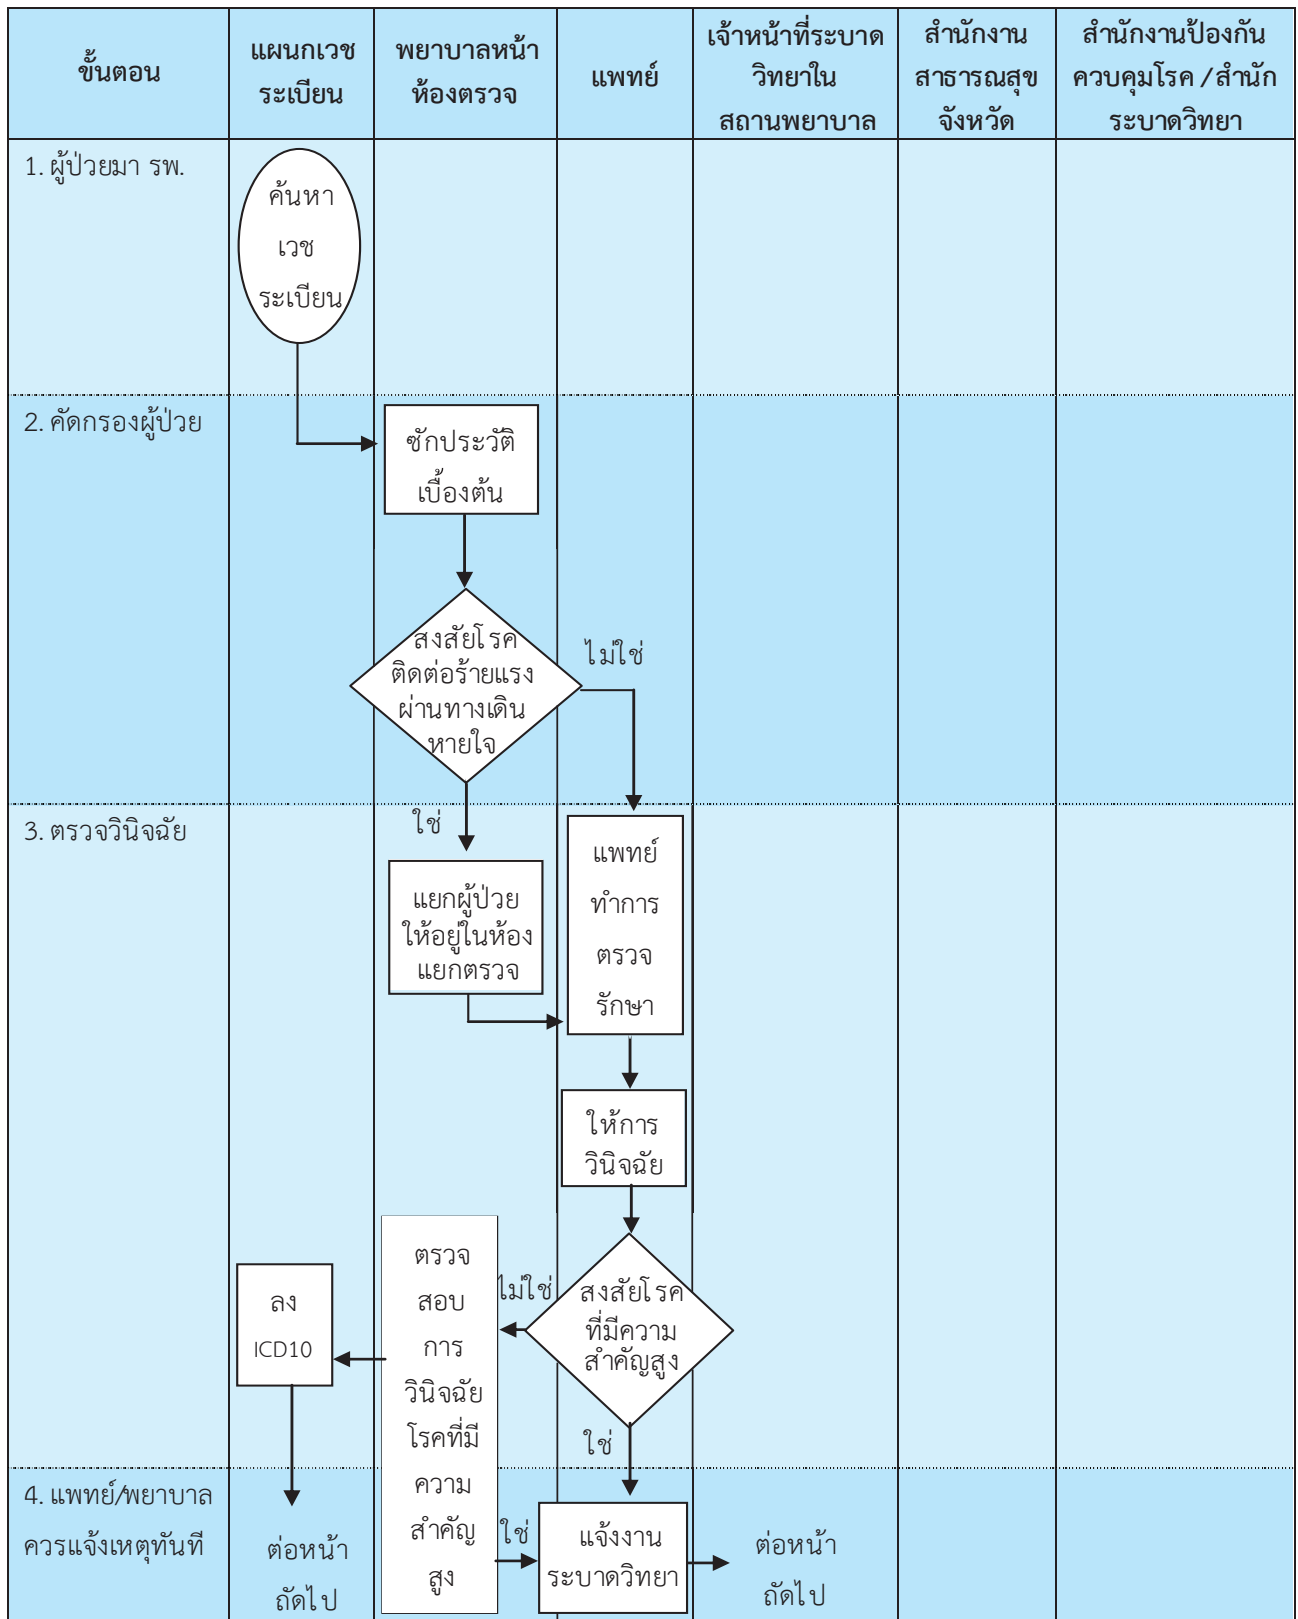 ขั้นตอน
แผนกเวช
ระเบียน
พยาบาลหน้า
ห้องตรวจ
แพทย์
เจ้าหน้าที่ระบาด
วิทยาใน
สถานพยาบาล
สำนักงาน
สาธารณสุข
จังหวัด
สำนักงานป้องกัน
ควบคุมโรค / สำนัก
ระบาดวิทยา
1. ผู้ป่วยมา รพ.
ค้นหา
เวช
ระเบียน
2. คัดกรองผู้ป่วย
ซักประวัติ
เบื้องต้น
สงสัยโรค
ติดต่อร้ายแรง
ผ่านทางเดิน
หายใจ
ไม่ใช่
3. ตรวจวินิจฉัย
ใช่
แยกผู้ป่วย
ให้อยู่ในห้อง
แยกตรวจ
แพทย์
ทำการ
ตรวจ
รักษา
ให้การ
วินิจฉัย
สงสัยโรค
ที่มีความ
สำคัญสูง
ไม่ใช่
ใช่
ตรวจ
สอบ
การ
วินิจฉัย
โรคที่มี
ความ
สำคัญ
สูง
ลง
ICD10
4. แพทย์/พยาบาล
ควรแจ้งเหตุทันที
ต่อหน้า
ถัดไป
ใช่
แจ้งงาน
ระบาดวิทยา
ต่อหน้า
ถัดไป